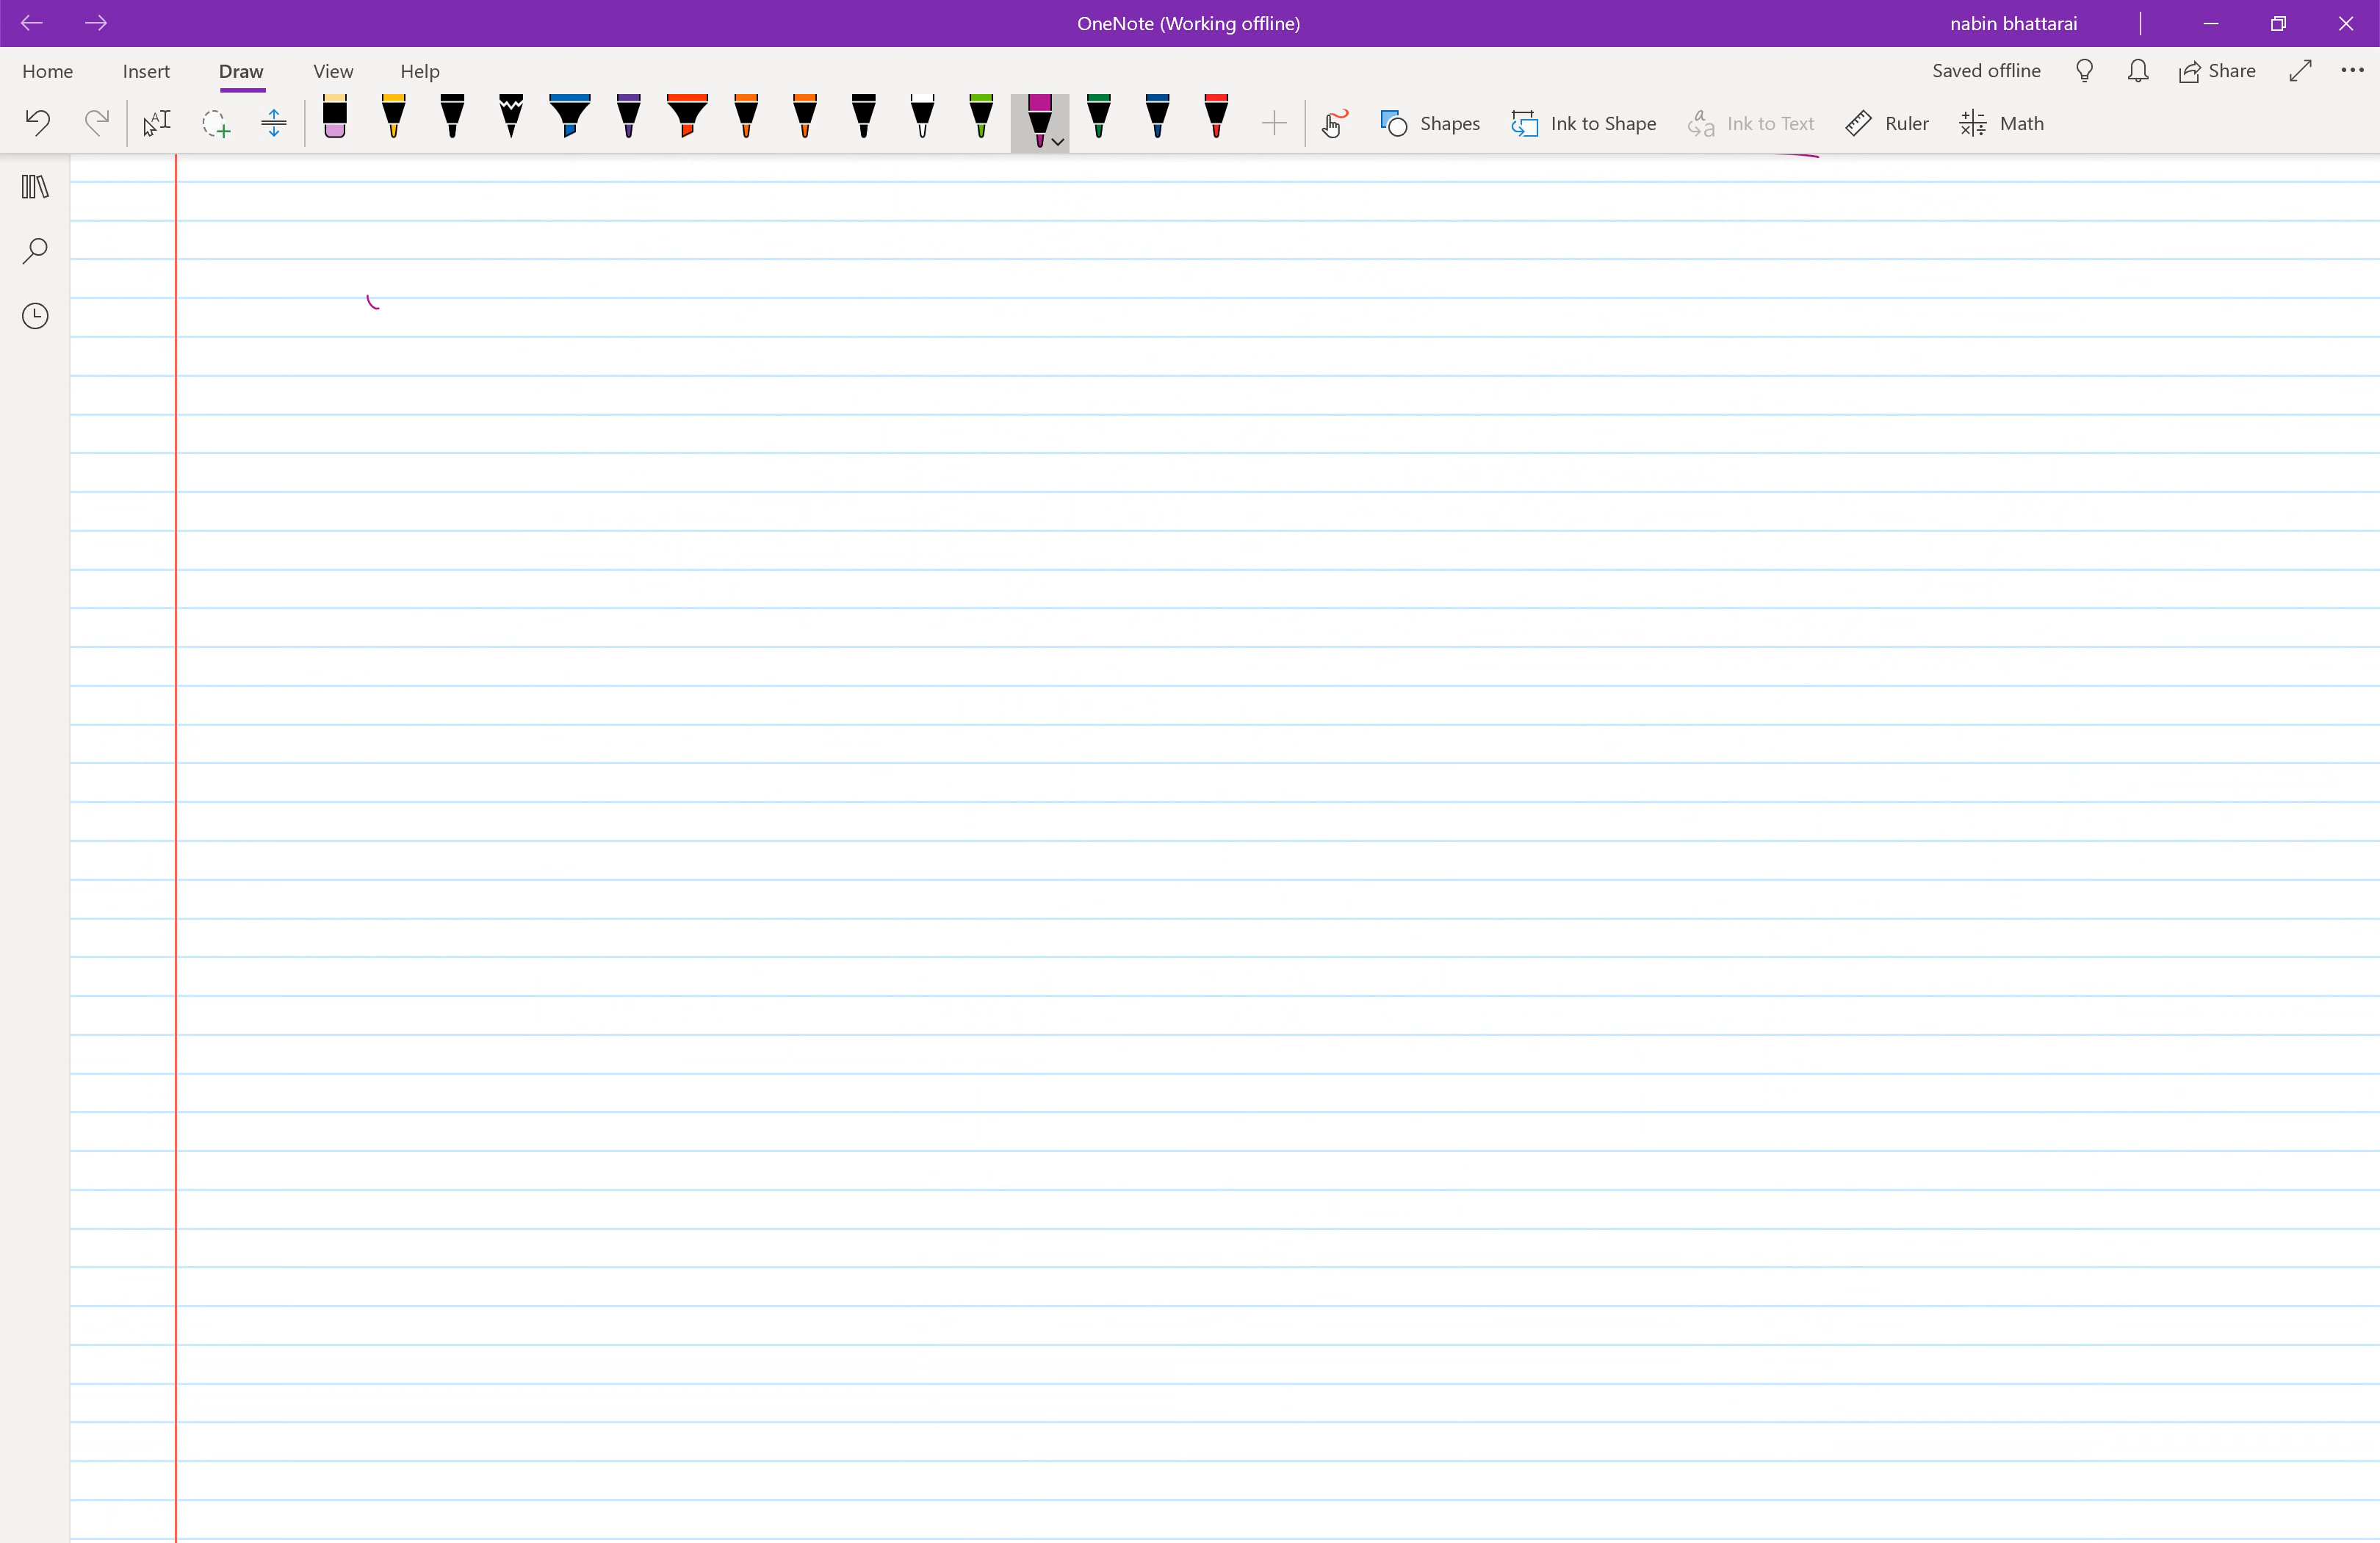 OneNote (Working offline) nabin bhattarai
Home Insert Draw View Help Saved offline Share
Shapes Ink to Shape Ink to Text Ruler Math